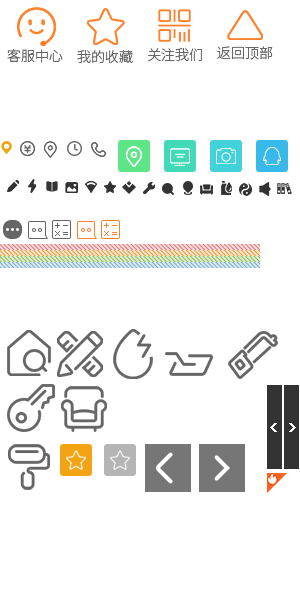 客服中心
我的收藏
关注我们
返回顶部